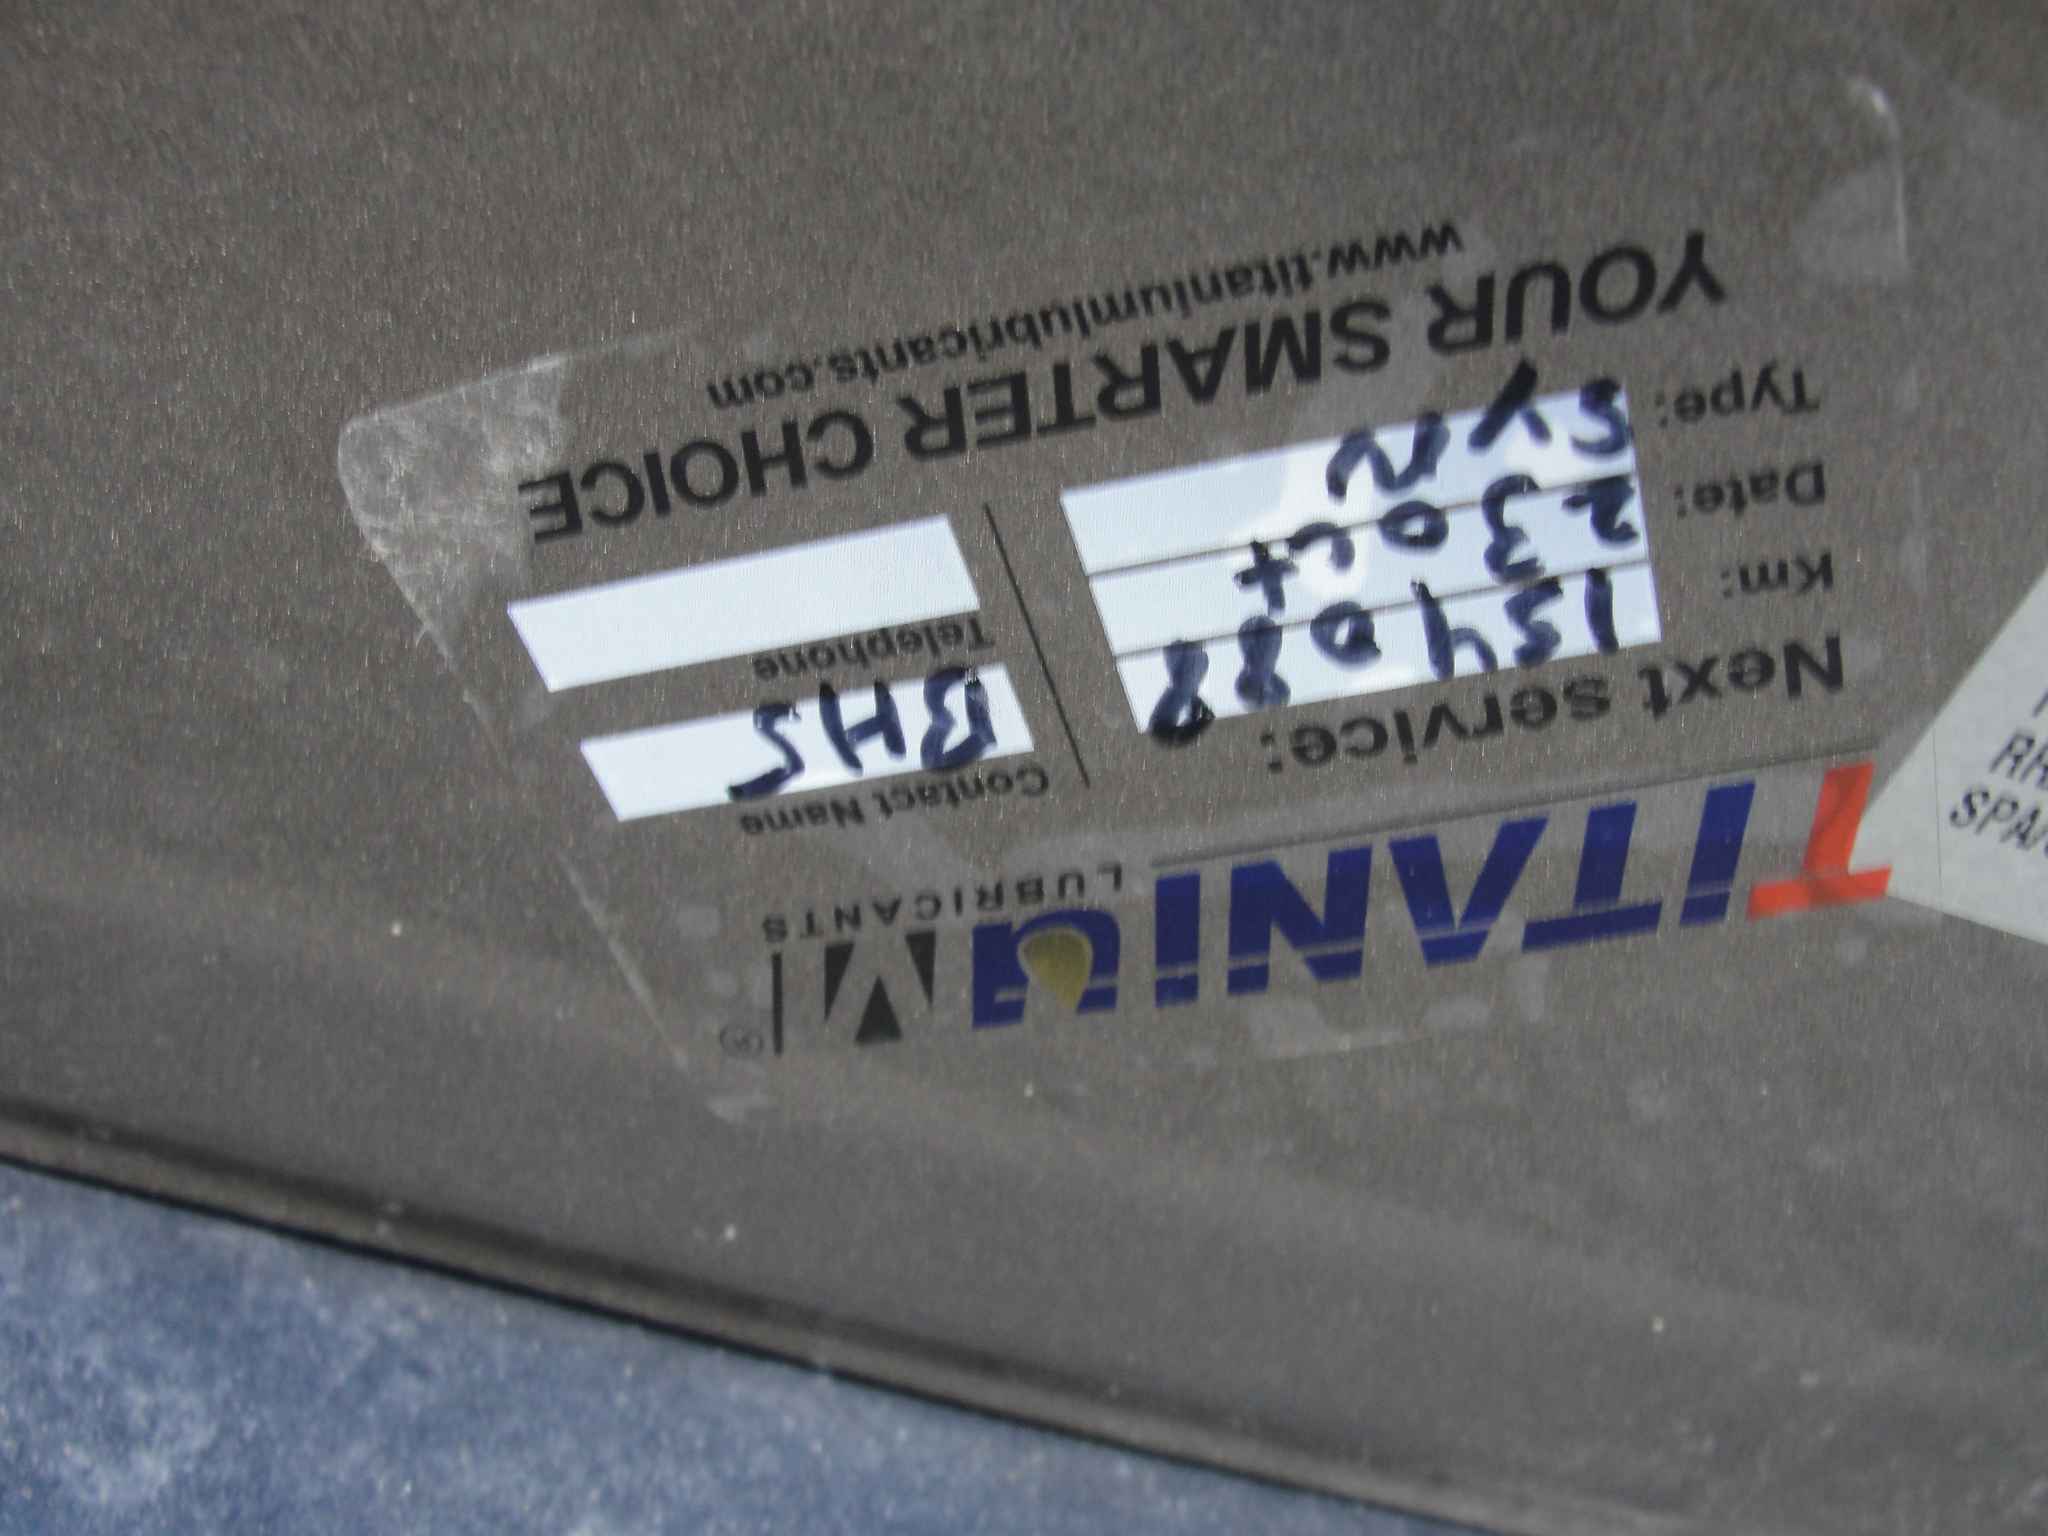 TITANIUM®
LUBRICANTS
Next service:
Km: 154088
Date: 23 Oct
Type: SYN
Contact Name
BHS
Telephone
YOUR SMARTER CHOICE
www.titaniumlubricants.com